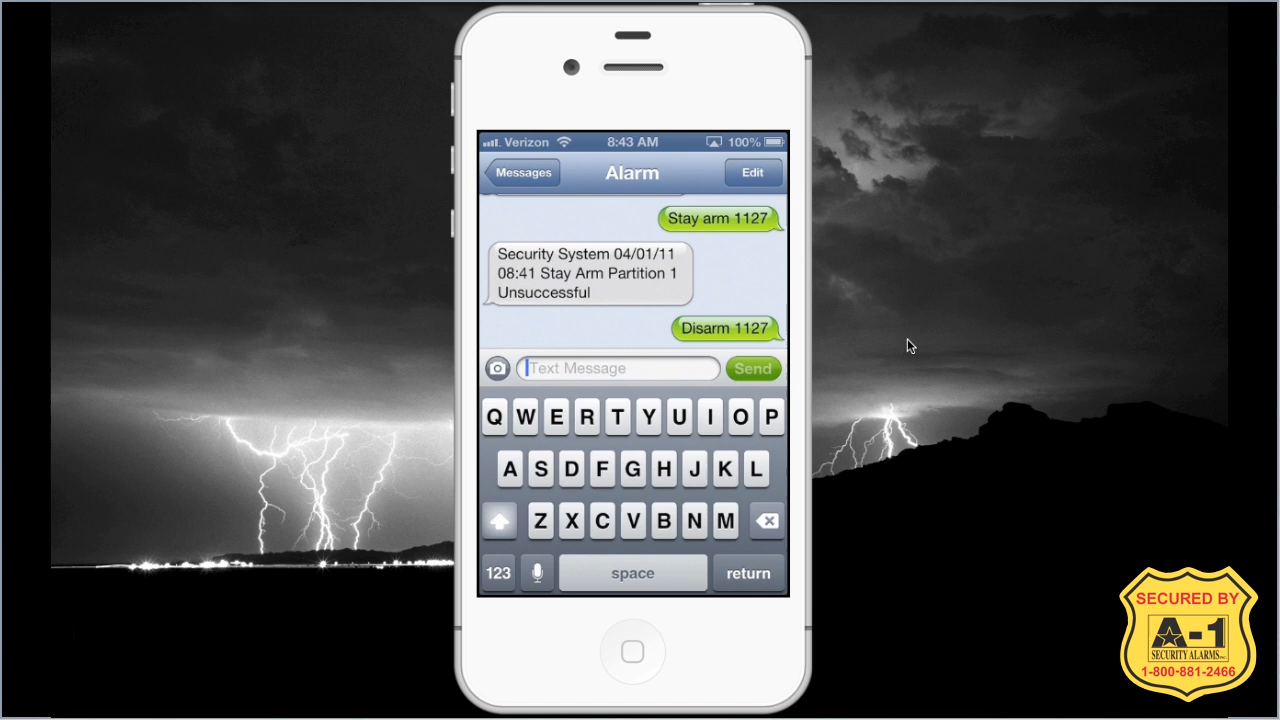 Verizon 8:43 AM 100%
Messages Alarm Edit
Stay arm 1127
Security System 04/01/11
08:41 Stay Arm Partition 1
Unsuccessful
Disarm 1127
Text Message Send
Q W E R T Y U I O P
A S D F G H J K L
Z X C V B N M
123 space return
SECURED BY
A-1
SECURITY ALARMS, INC.
1-800-881-2466